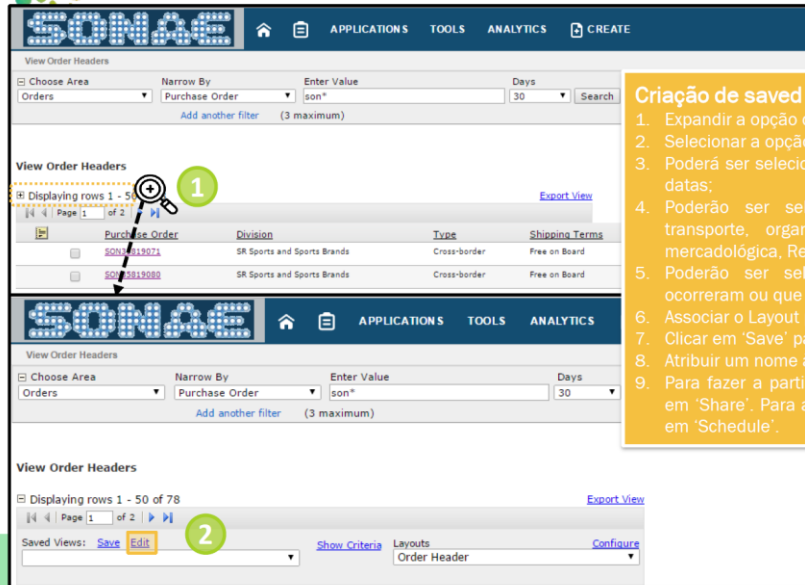 SONAE
APPLICATIONS TOOLS ANALYTICS CREATE
View Order Headers
Choose Area Narrow By Enter Value Days
Orders Purchase Order son* 30 Search
Add another filter (3 maximum)
View Order Headers
Displaying rows 1 - 50
1
Export View
Page 1 of 2
Purchase Order Division Type Shipping Terms
SR Sports and Sports Brands Cross-border Free on Board
SR Sports and Sports Brands Cross-border Free on Board
SONAE
APPLICATIONS TOOLS ANALYTICS
View Order Headers
Choose Area Narrow By Enter Value Days
Orders Purchase Order son* 30
Add another filter (3 maximum)
View Order Headers
Displaying rows 1 - 50 of 78 Export View
Page 1 of 2
2
Saved Views: Save Edit Show Criteria Layouts Configure
Order Header
Criação de saved
1. Expandir a opção
2. Selecionar a opção
3. Poderá ser
datas;
4. Poderão ser
transporte,
mercadológica,
5. Poderão ser
ocorreram ou que
6. Associar o Layout
7. Clicar em 'Save'
8. Atribuir um nome
9. Para fazer a
em 'Share'. Para
em 'Schedule'.